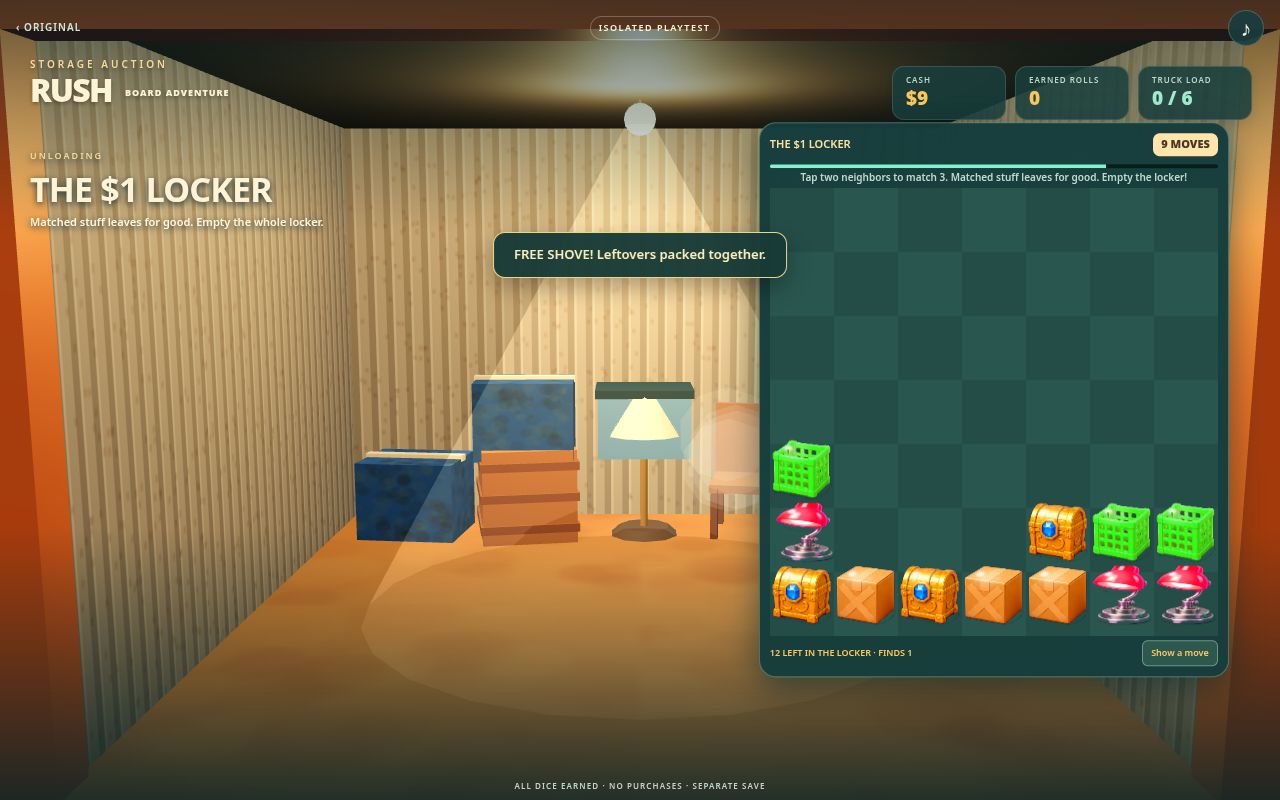 ‹ ORIGINAL
ISOLATED PLAYTEST
♪
STORAGE AUCTION
RUSH BOARD ADVENTURE
CASH
$9
EARNED ROLLS
0
TRUCK LOAD
0 / 6
UNLOADING
THE $1 LOCKER
Matched stuff leaves for good. Empty the whole locker.
THE $1 LOCKER
9 MOVES
Tap two neighbors to match 3. Matched stuff leaves for good. Empty the locker!
FREE SHOVE! Leftovers packed together.
12 LEFT IN THE LOCKER · FINDS 1
Show a move
ALL DICE EARNED · NO PURCHASES · SEPARATE SAVE